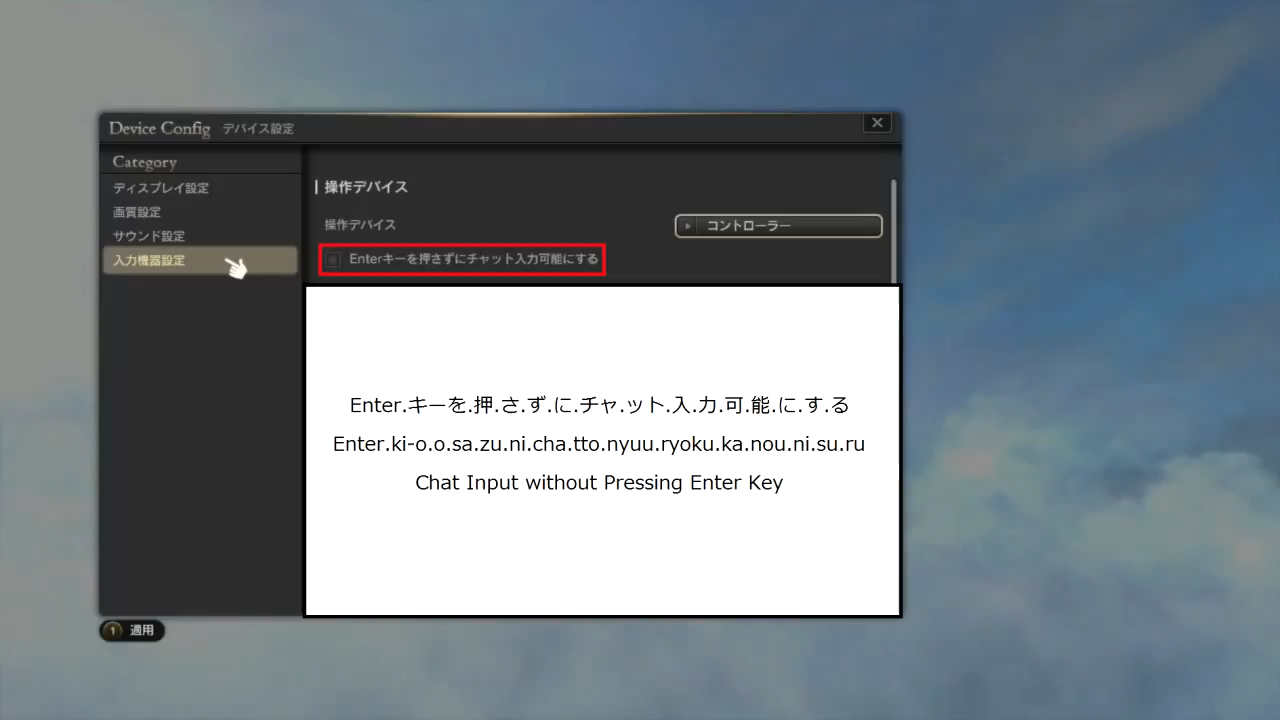 Device Config デバイス設定
Category
ディスプレイ設定
画質設定
サウンド設定
入力機器設定
操作デバイス
操作デバイス
コントローラー
Enterキーを押さずにチャット入力可能にする
Enter.キーを.押.さ.ず.に.チャ.ット.入.力.可.能.に.す.る
Enter.ki-o.o.sa.zu.ni.cha.tto.nyuu.ryoku.ka.nou.ni.su.ru
Chat Input without Pressing Enter Key
1 適用